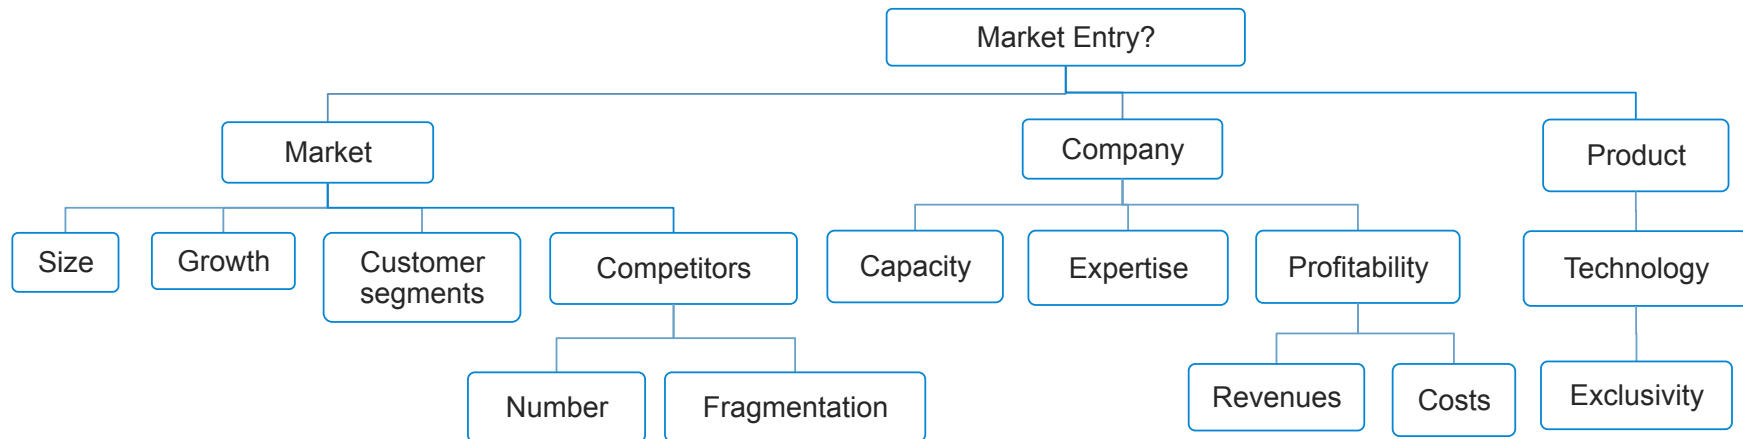 Market Entry?
Market
Company
Product
Size
Growth
Customer
segments
Competitors
Capacity
Expertise
Profitability
Technology
Number
Fragmentation
Revenues
Costs
Exclusivity